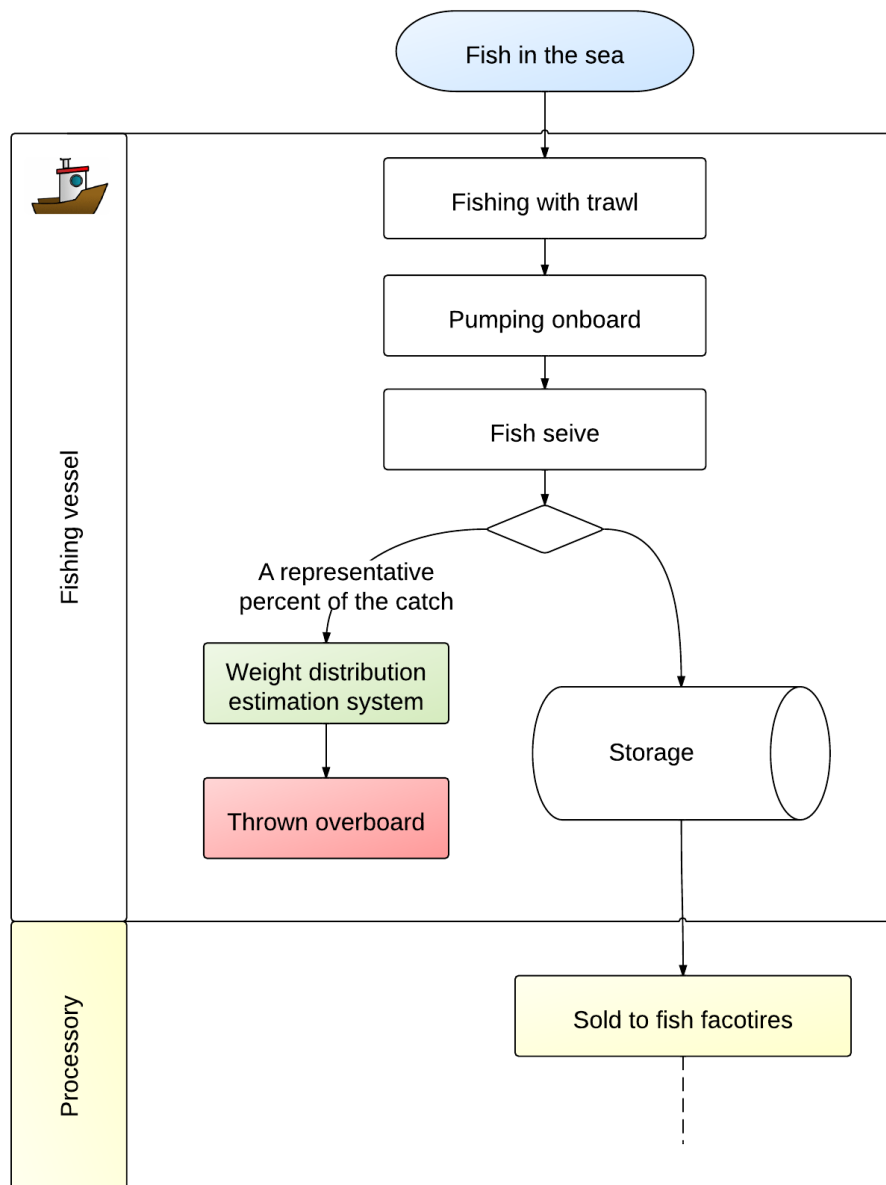 Fish in the sea
Fishing with trawl
Pumping onboard
Fish seive
Fishing vessel
A representative
percent of the catch
Weight distribution
estimation system
Storage
Thrown overboard
Processory
Sold to fish facotires